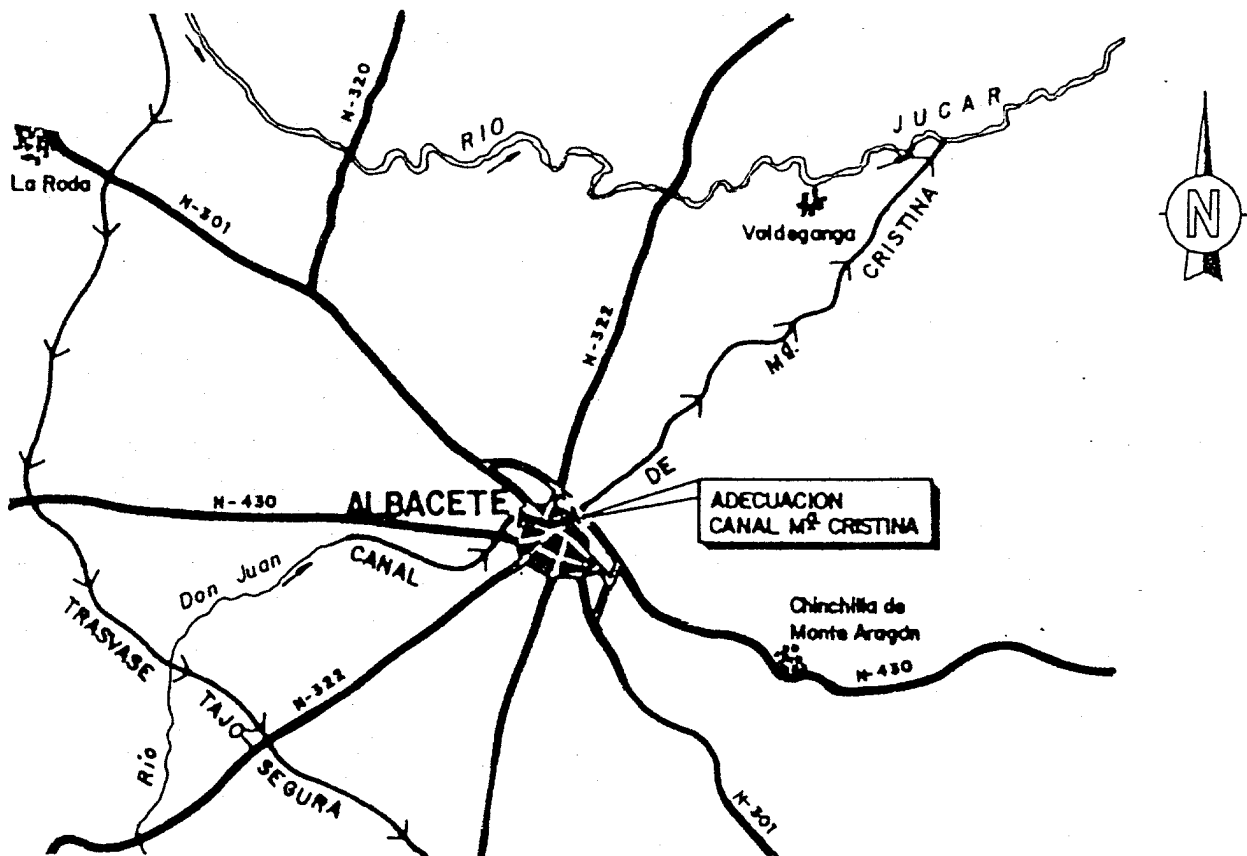 N-320
RIO
JUCAR
La Roda
N-301
Valdeganga
CRISTINA
N
N-322
Mª.
DE
N-430
ALBACETE
ADECUACION
CANAL Mª CRISTINA
CANAL
Don Juan
Chinchilla de
Monte Aragón
N-430
TRASVASE
TAJO
SEGURA
N-322
Río
N-301